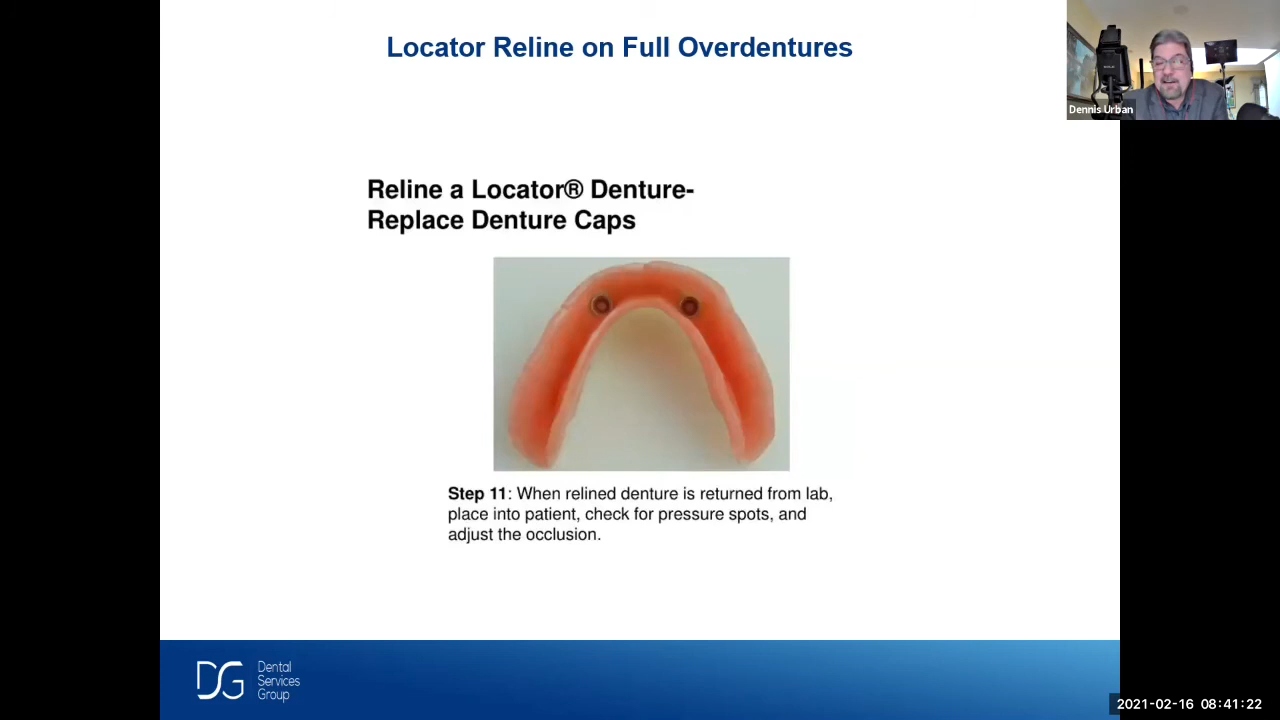 Locator Reline on Full Overdentures
Dennis Urban
Reline a Locator® Denture-
Replace Denture Caps
Step 11: When relined denture is returned from lab,
place into patient, check for pressure spots, and
adjust the occlusion.
DSG
Dental
Services
Group
2021-02-16 08:41:22